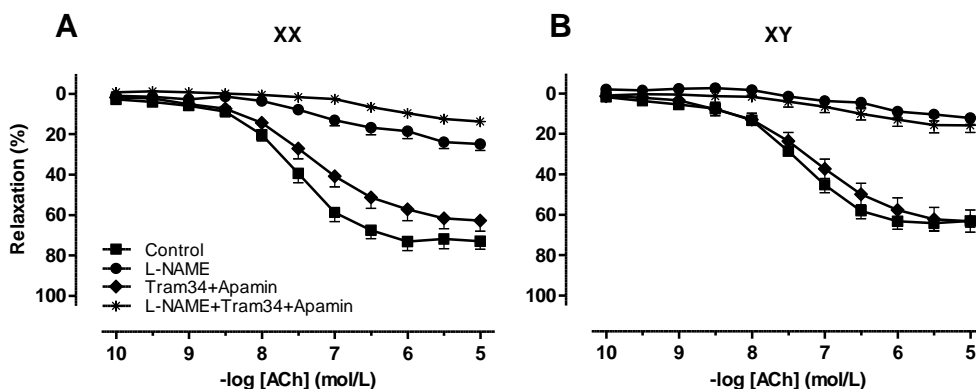 A
XX
B
XY
Relaxation (%)
0
20
40
60
80
100
Control
L-NAME
Tram34+Apamin
L-NAME+Tram34+Apamin
10 9 8 7 6 5
-log [ACh] (mol/L)
0
20
40
60
80
100
10 9 8 7 6 5
-log [ACh] (mol/L)